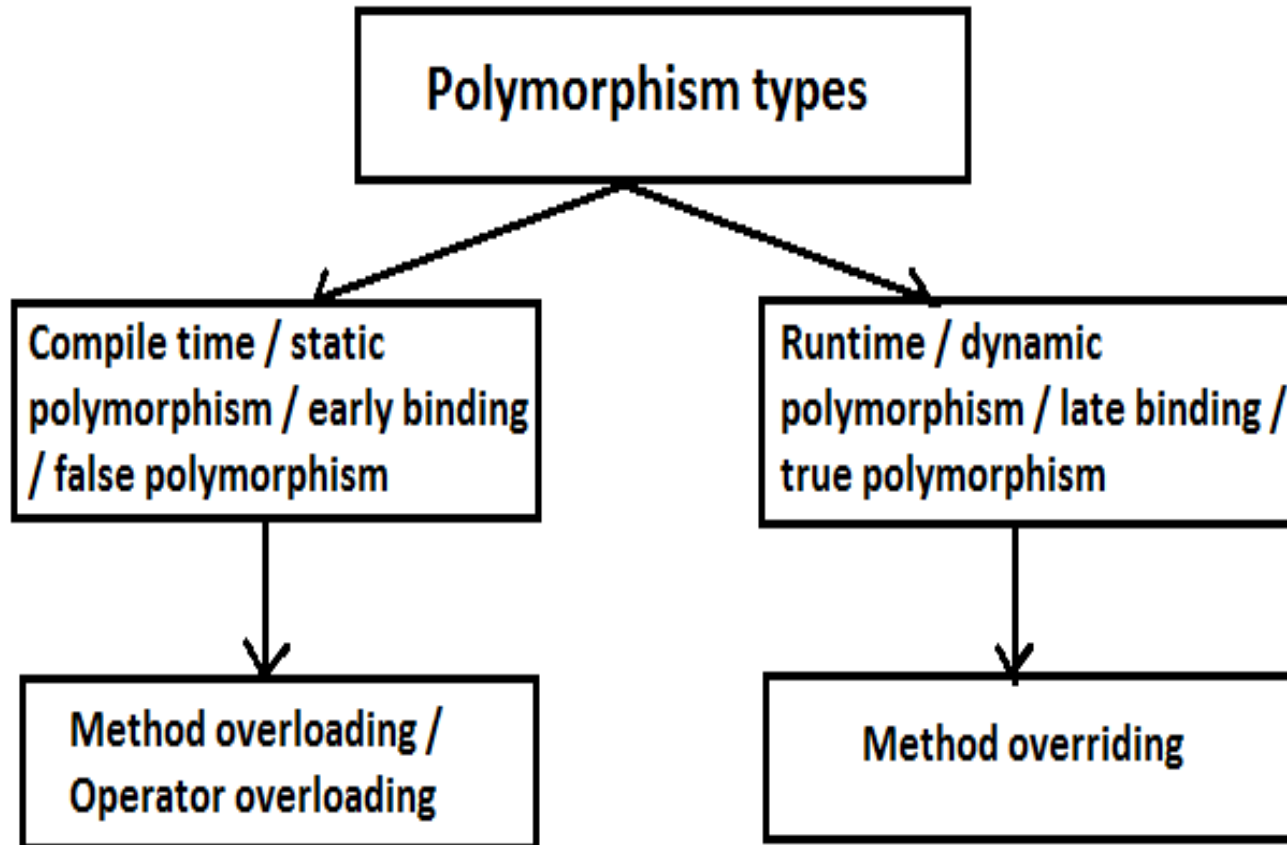 Polymorphism types
Compile time / static
polymorphism / early binding
/ false polymorphism
Runtime / dynamic
polymorphism / late binding /
true polymorphism
Method overloading /
Operator overloading
Method overriding